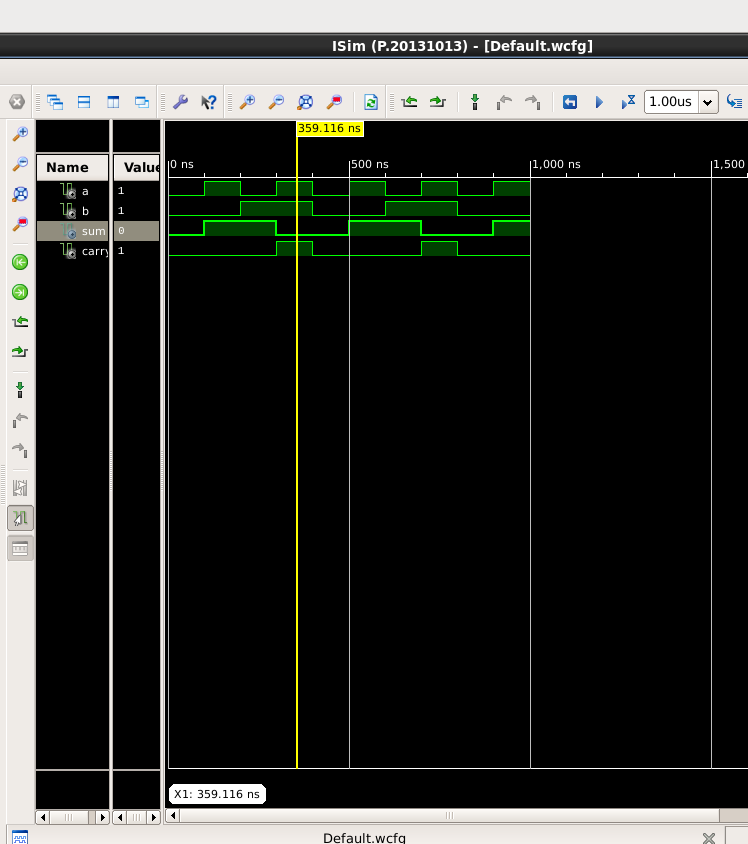 ISim (P.20131013) - [Default.wcfg]
1.00us
359.116 ns
Name
Value
0 ns
500 ns
1,000 ns
1,500
a
1
b
1
sum
0
carry
1
X1: 359.116 ns
Default.wcfg